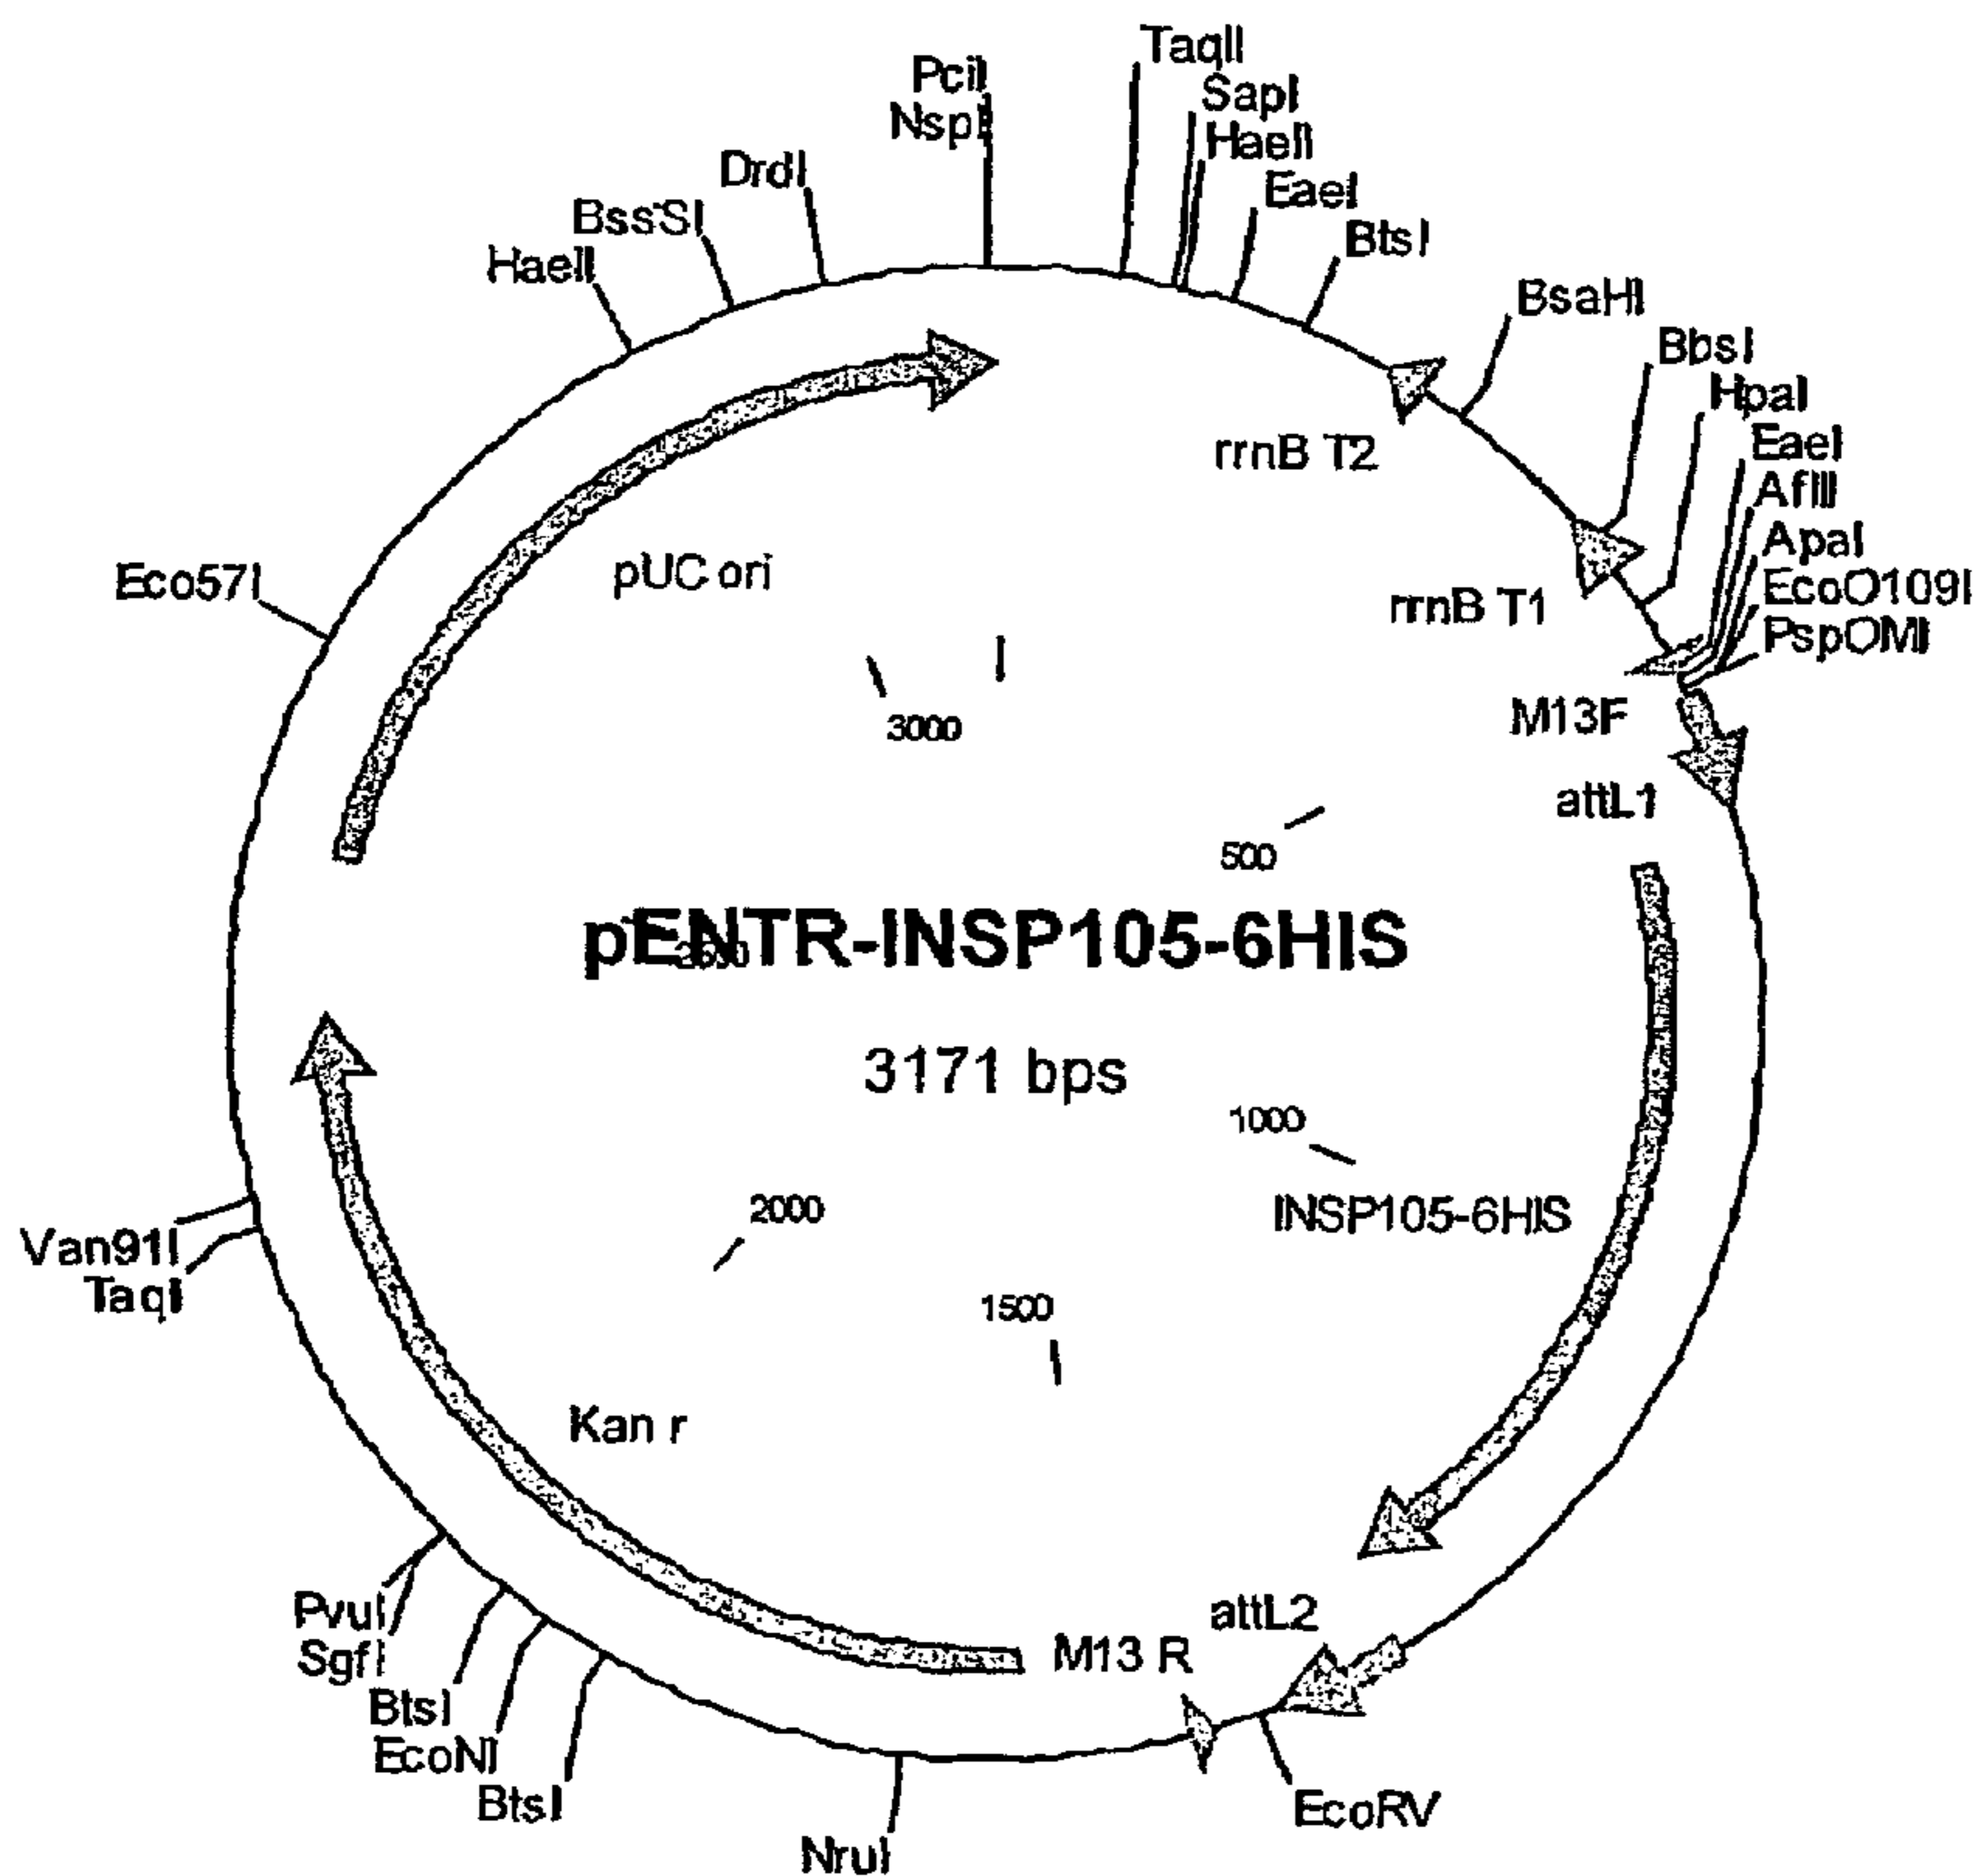 TaqII
PciI
SapI
NspI
HaeII
DrdI
EaeI
BssSI
BtsI
HaeII
BsaHI
BbsI
HpaI
EaeI
rrnB T2
AflII
ApaI
Eco57I
pUC ori
EcoO109I
rrnB T1
PspOMI
M13F
3000
attL1
500
pENTR-INSP105-6HIS
2500
3171 bps
1000
2000
INSP105-6HIS
Van91I
TaqI
1500
Kan r
PvuI
attL2
SgfI
M13 R
BtsI
EcoNI
BtsI
EcoRV
NruI